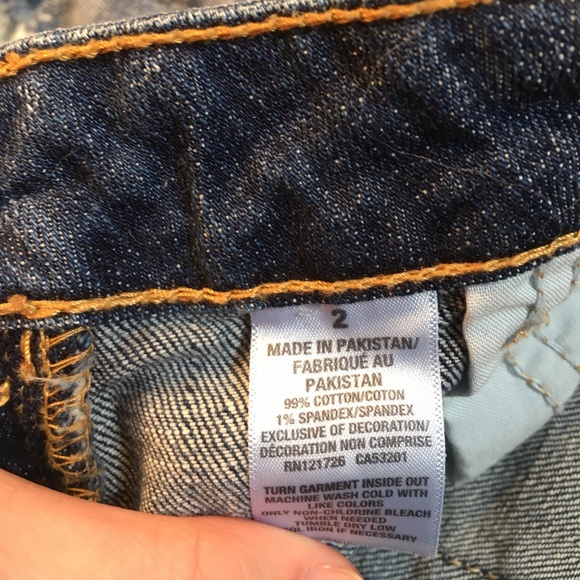 2
MADE IN PAKISTAN/
FABRIQUÉ AU
PAKISTAN
99% COTTON/COTON
1% SPANDEX/SPANDEX
EXCLUSIVE OF DECORATION/
DÉCORATION NON COMPRISE
RN121726 CA53201
TURN GARMENT INSIDE OUT
MACHINE WASH COLD WITH
LIKE COLORS
ONLY NON-CHLORINE BLEACH
WHEN NEEDED
TUMBLE DRY LOW
IRON IF NECESSARY